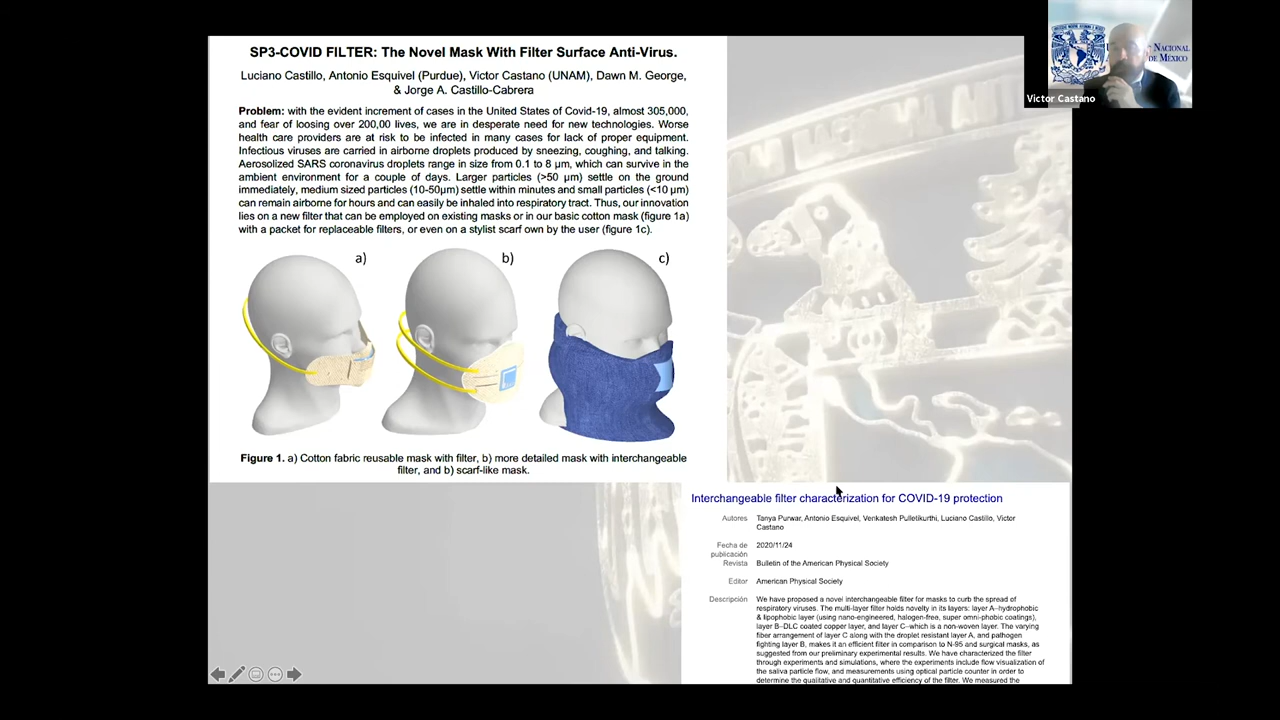 SP3-COVID FILTER: The Novel Mask With Filter Surface Anti-Virus.
Luciano Castillo, Antonio Esquivel (Purdue), Victor Castano (UNAM), Dawn M. George,
& Jorge A. Castillo-Cabrera
Problem: with the evident increment of cases in the United States of Covid-19, almost 305,000,
and fear of loosing over 200,00 lives, we are in desperate need for new technologies. Worse
health care providers are at risk to be infected in many cases for lack of proper equipment.
Infectious viruses are carried in airborne droplets produced by sneezing, coughing, and talking.
Aerosolized SARS coronavirus droplets range in size from 0.1 to 8 µm, which can survive in the
ambient environment for a couple of days. Larger particles (>50 µm) settle on the ground
immediately, medium sized particles (10-50µm) settle within minutes and small particles (<10 µm)
can remain airborne for hours and can easily be inhaled into respiratory tract. Thus, our innovation
lies on a new filter that can be employed on existing masks or in our basic cotton mask (figure 1a)
with a packet for replaceable filters, or even on a stylist scarf own by the user (figure 1c).
a)
b)
c)
Figure 1. a) Cotton fabric reusable mask with filter, b) more detailed mask with interchangeable
filter, and b) scarf-like mask.
Interchangeable filter characterization for COVID-19 protection
Autores Tanya Purwar, Antonio Esquivel, Venkatesh Pulletikurthi, Luciano Castillo, Victor
Castano
Fecha de publicación 2020/11/24
Revista Bulletin of the American Physical Society
Editor American Physical Society
Descripción We have proposed a novel interchangeable filter for masks to curb the spread of
respiratory viruses. The multi-layer filter holds novelty in its layers: layer A–hydrophobic
& lipophobic layer (using nano-engineered, halogen-free, super omni-phobic coatings),
layer B–DLC coated copper layer, and layer C–which is a non-woven layer. The varying
fiber arrangement of layer C along with the droplet resistant layer A, and pathogen
fighting layer B, makes it an efficient filter in comparison to N-95 and surgical masks, as
suggested from our preliminary experimental results. We have characterized the filter
through experiments and simulations, where the experiments include flow visualization of
the saliva particle flow, and measurements using optical particle counter in order to
determine the qualitative and quantitative efficiency of the filter. We measured the
Nacional
de México
Victor Castano